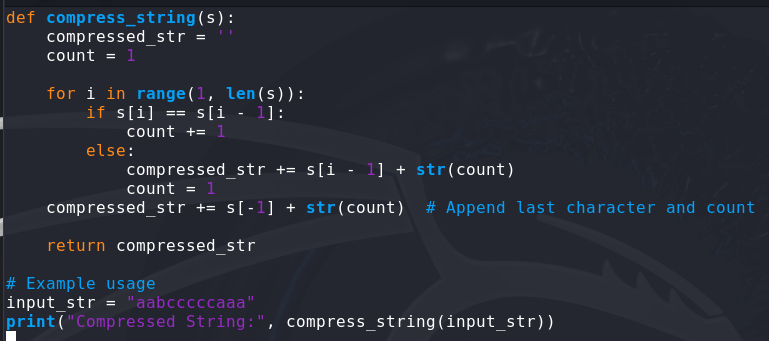 def compress_string(s):
    compressed_str = ''
    count = 1

    for i in range(1, len(s)):
        if s[i] == s[i - 1]:
            count += 1
        else:
            compressed_str += s[i - 1] + str(count)
            count = 1
    compressed_str += s[-1] + str(count)  # Append last character and count

    return compressed_str

# Example usage
input_str = "aabcccccaaa"
print("Compressed String:", compress_string(input_str))